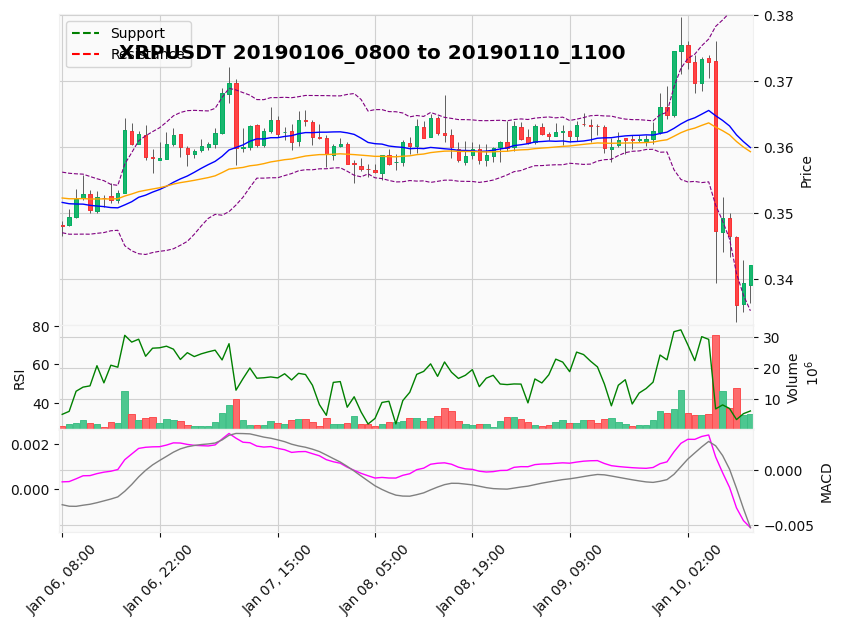 Support
Resistance
XRPUSDT 20190106_0800 to 20190110_1100
0.38
0.37
0.36
0.35
0.34
Price
80
60
40
RSI
30
20
10
Volume
10^6
0.002
0.000
0.000
−0.005
MACD
Jan 06, 08:00
Jan 06, 22:00
Jan 07, 15:00
Jan 08, 05:00
Jan 08, 19:00
Jan 09, 09:00
Jan 10, 02:00